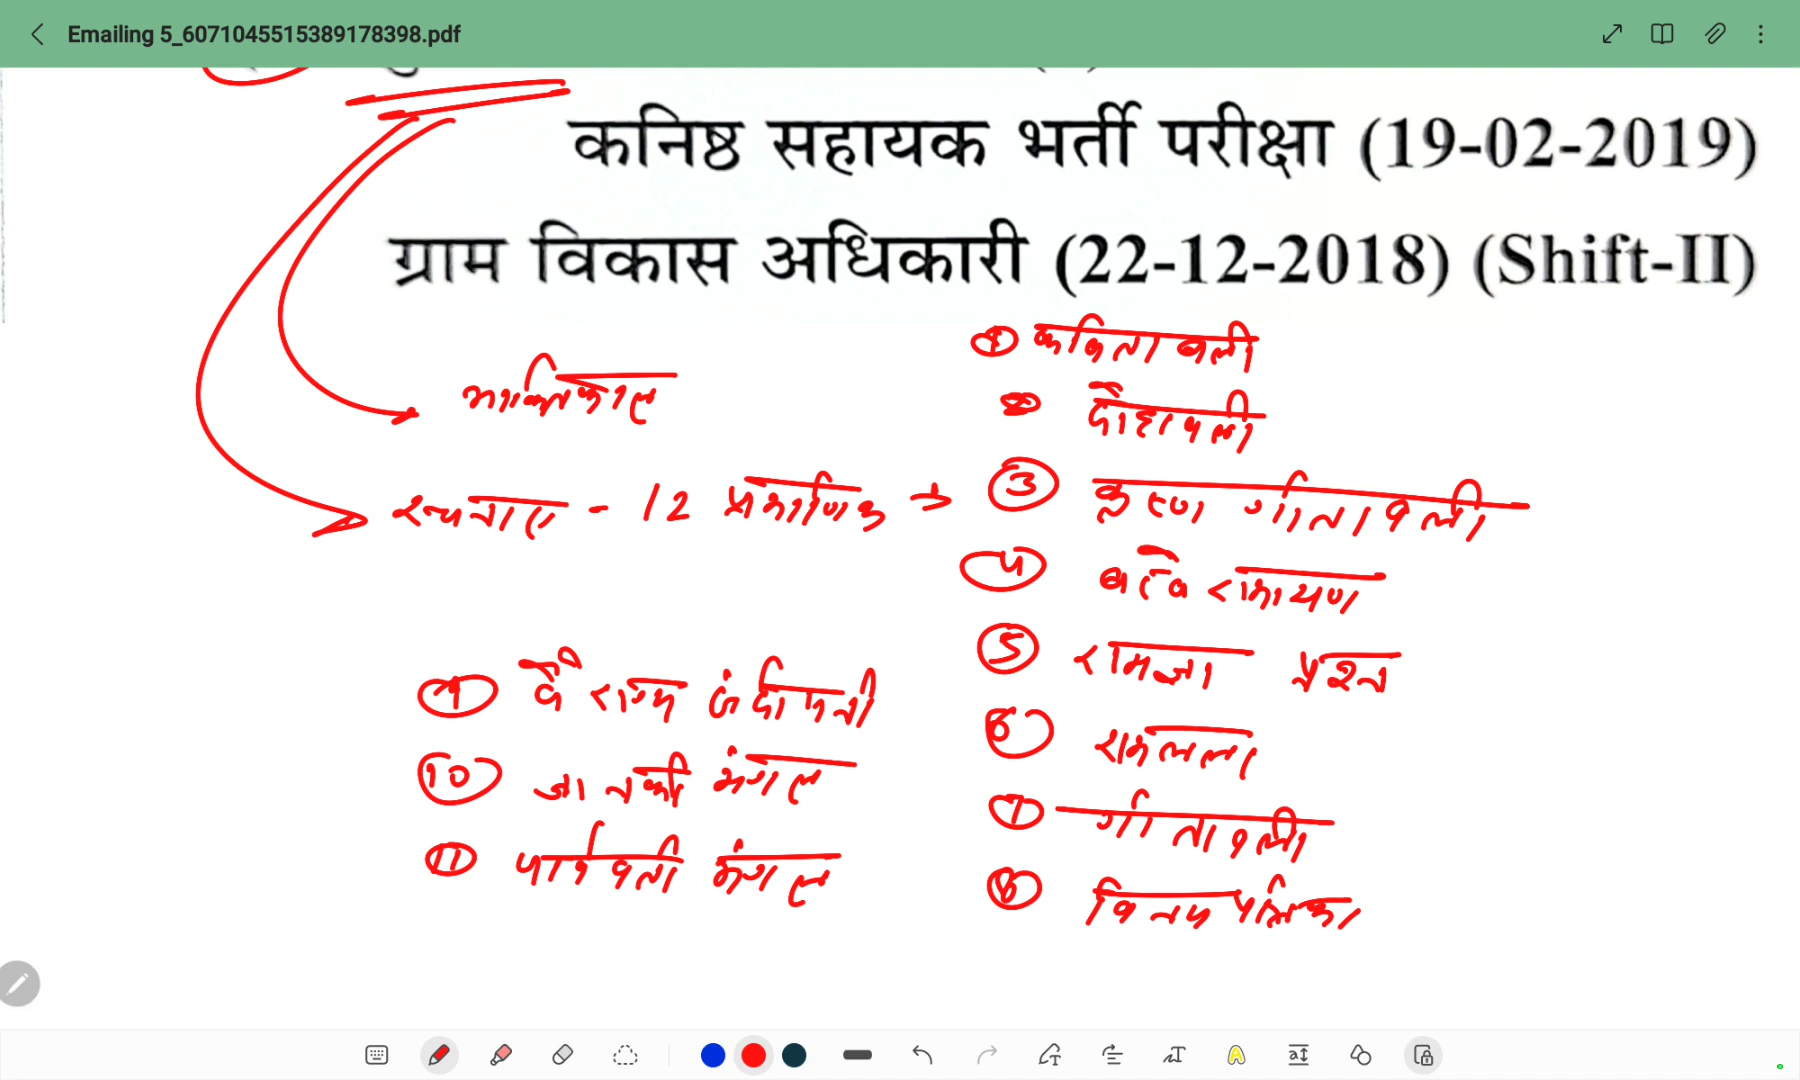 Emailing 5_6071045515389178398.pdf
कनिष्ठ सहायक भर्ती परीक्षा (19-02-2019)
ग्राम विकास अधिकारी (22-12-2018) (Shift-II)
① कविता वली
भक्तिकाल
② दोहावली
रचनाए - 12 प्रमाणिक → ③ कृष्ण गीतावली
④ बरवै रामायण
⑤ रामाज्ञा प्रश्न
⑥ रामलला
⑦ गीतावली
⑧ विनय पत्रिका
⑨ वैराग्य संदीपनी
⑩ जानकी मंगल
⑪ पार्वती मंगल